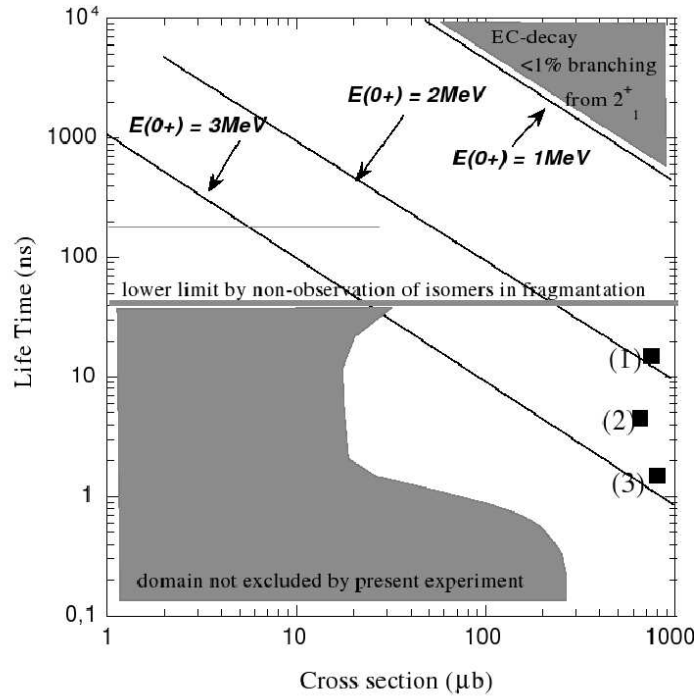 10⁴
1000
100
10
1
0,1
Life Time (ns)
EC-decay
<1% branching
from 2⁺₁
E(0+) = 2MeV
E(0+) = 3MeV
E(0+) = 1MeV
lower limit by non-observation of isomers in fragmantation
(1)
(2)
(3)
domain not excluded by present experiment
1
10
100
1000
Cross section (μb)